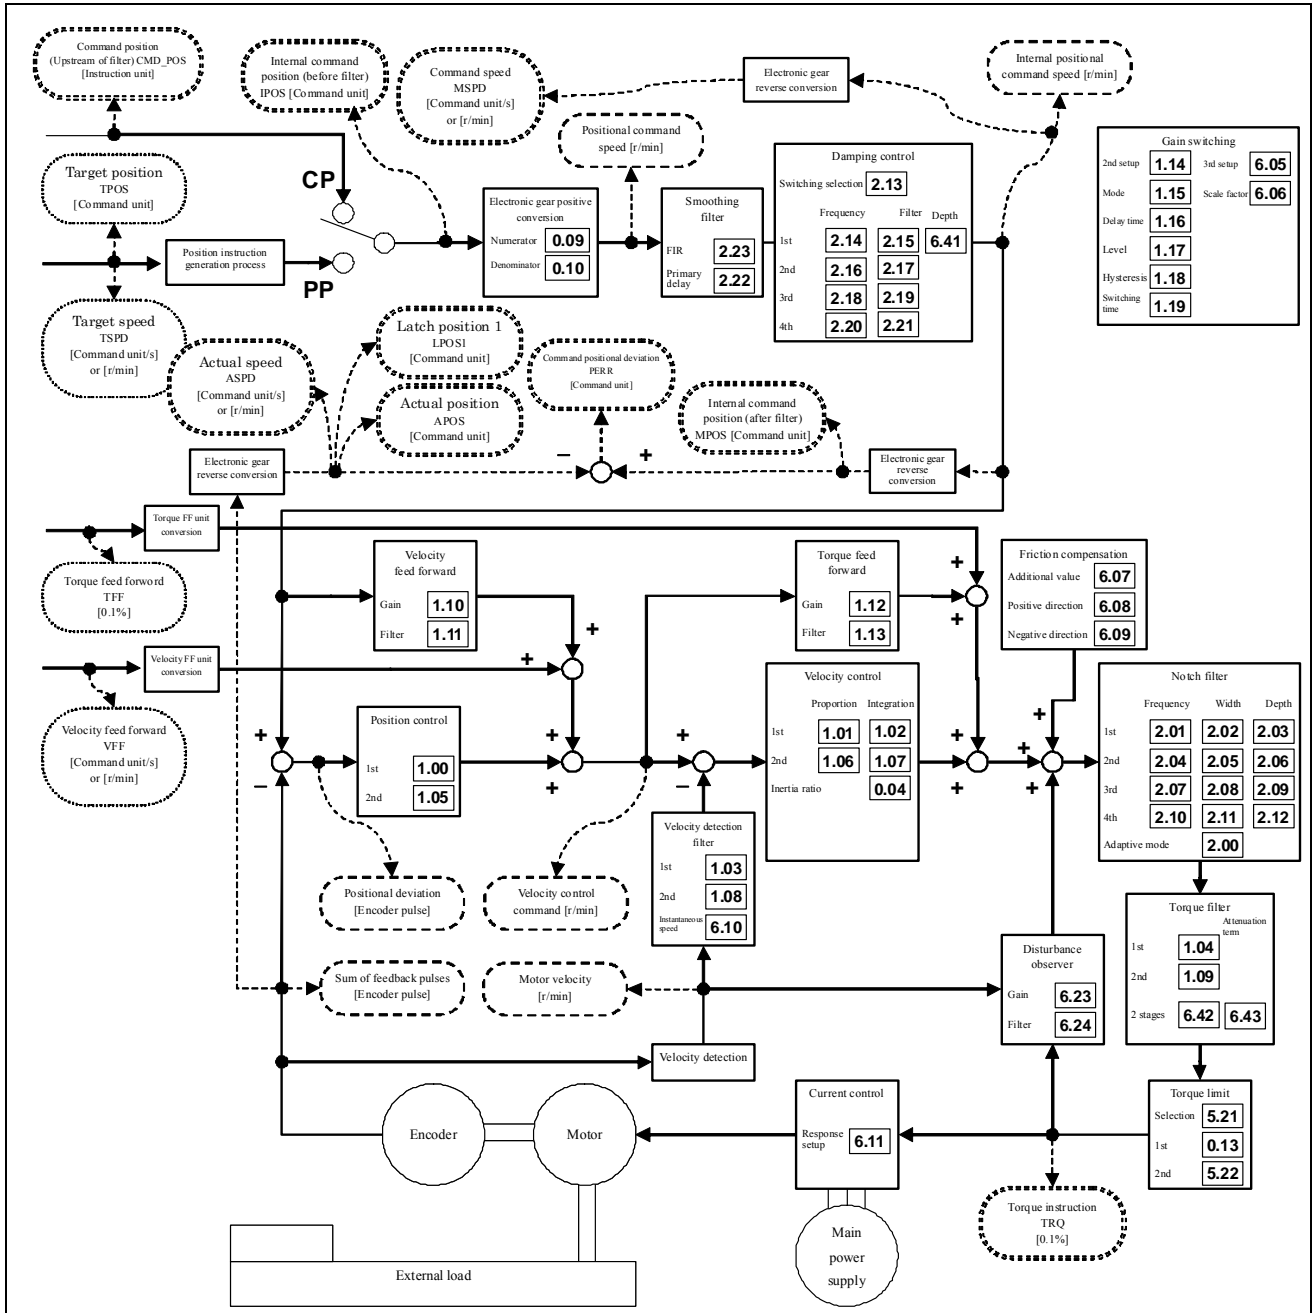 Command position
(Upstream of filter) CMD_POS
[Instruction unit]
Internal command
position (before filter)
IPOS [Command unit]
Command speed
MSPD
[Command unit/s]
or [r/min]
Electronic gear
reverse conversion
Internal positional
command speed [r/min]
Positional command
speed [r/min]
Target position
TPOS
[Command unit]
CP
Position instruction
generation process
PP
Electronic gear positive
conversion
Numerator 0.09
Denominator 0.10
Smoothing
filter
FIR 2.23
Primary
delay 2.22
Damping control
Switching selection 2.13
Frequency Filter Depth
1st 2.14 2.15 6.41
2nd 2.16 2.17
3rd 2.18 2.19
4th 2.20 2.21
Gain switching
2nd setup 1.14 3rd setup 6.05
Mode 1.15 Scale factor 6.06
Delay time 1.16
Level 1.17
Hysteresis 1.18
Switching
time 1.19
Target speed
TSPD
[Command unit/s]
or [r/min]
Actual speed
ASPD
[Command unit/s]
or [r/min]
Latch position 1
LPOS1
[Command unit]
Actual position
APOS
[Command unit]
Command positional deviation
PERR
[Command unit]
Internal command
position (after filter)
MPOS [Command unit]
Electronic gear
reverse conversion
− +
Electronic gear
reverse
conversion
Torque FF unit
conversion
Torque feed forword
TFF
[0.1%]
Velocity
feed forward
Gain 1.10
Filter 1.11
Torque feed
forward
Gain 1.12
Filter 1.13
+
+
Friction compensation
Additional value 6.07
Positive direction 6.08
Negative direction 6.09
Velocity FF unit
conversion
+ +
Velocity feed forward
VFF
[Command unit/s]
or [r/min]
+
−
Position control
1st 1.00
2nd 1.05
+
+
+
−
Velocity control
Proportion Integration
1st 1.01 1.02
2nd 1.06 1.07
Inertia ratio 0.04
+
+
+
+
+
Notch filter
Frequency Width Depth
1st 2.01 2.02 2.03
2nd 2.04 2.05 2.06
3rd 2.07 2.08 2.09
4th 2.10 2.11 2.12
Adaptive mode 2.00
Velocity detection
filter
1st 1.03
2nd 1.08
Instantaneous
speed 6.10
Positional deviation
[Encoder pulse]
Velocity control
command [r/min]
Torque filter
Attenuation
term
1st 1.04
2nd 1.09
2 stages 6.42 6.43
Disturbance
observer
Gain 6.23
Filter 6.24
Sum of feedback pulses
[Encoder pulse]
Motor velocity
[r/min]
Velocity detection
Encoder
Motor
Current control
Response
setup 6.11
Torque limit
Selection 5.21
1st 0.13
2nd 5.22
Torque instruction
TRQ
[0.1%]
Main
power
supply
External load